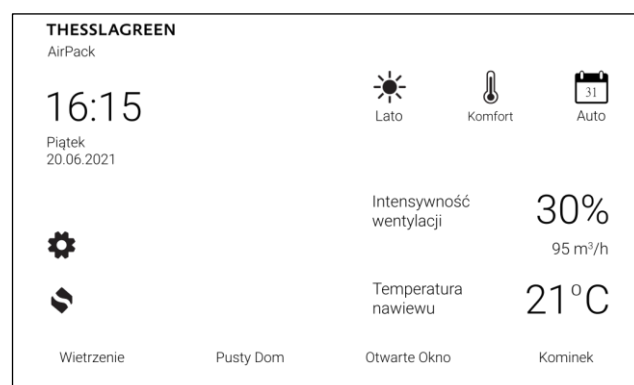 THESSLAGREEN
AirPack
16:15
Piątek
20.06.2021
Lato
Komfort
31
Auto
Intensywność
wentylacji
30%
95 m³/h
Temperatura
nawiewu
21°C
Wietrzenie
Pusty Dom
Otwarte Okno
Kominek